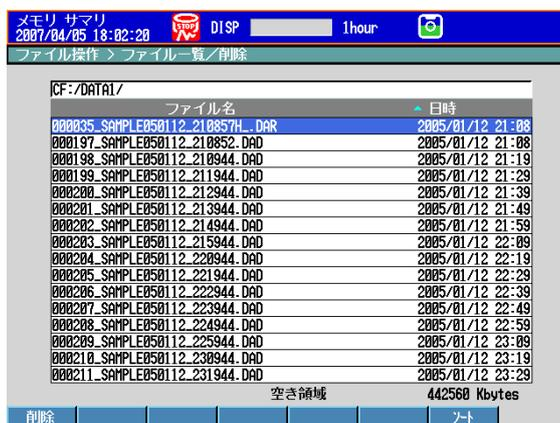 メモリ サマリ
2007/04/05 18:02:20
STOP
DISP
1hour
ファイル操作 > ファイル一覧/削除
CF:/DATA1/
ファイル名 日時
000035_SAMPLE050112_210857H_.DAR 2005/01/12 21:08
000197_SAMPLE050112_210852.DAD 2005/01/12 21:08
000198_SAMPLE050112_210944.DAD 2005/01/12 21:19
000199_SAMPLE050112_211944.DAD 2005/01/12 21:29
000200_SAMPLE050112_212944.DAD 2005/01/12 21:39
000201_SAMPLE050112_213944.DAD 2005/01/12 21:49
000202_SAMPLE050112_214944.DAD 2005/01/12 21:59
000203_SAMPLE050112_215944.DAD 2005/01/12 22:09
000204_SAMPLE050112_220944.DAD 2005/01/12 22:19
000205_SAMPLE050112_221944.DAD 2005/01/12 22:29
000206_SAMPLE050112_222944.DAD 2005/01/12 22:39
000207_SAMPLE050112_223944.DAD 2005/01/12 22:49
000208_SAMPLE050112_224944.DAD 2005/01/12 22:59
000209_SAMPLE050112_225944.DAD 2005/01/12 23:09
000210_SAMPLE050112_230944.DAD 2005/01/12 23:19
000211_SAMPLE050112_231944.DAD 2005/01/12 23:29
空き領域 442560 Kbytes
削除 ソート